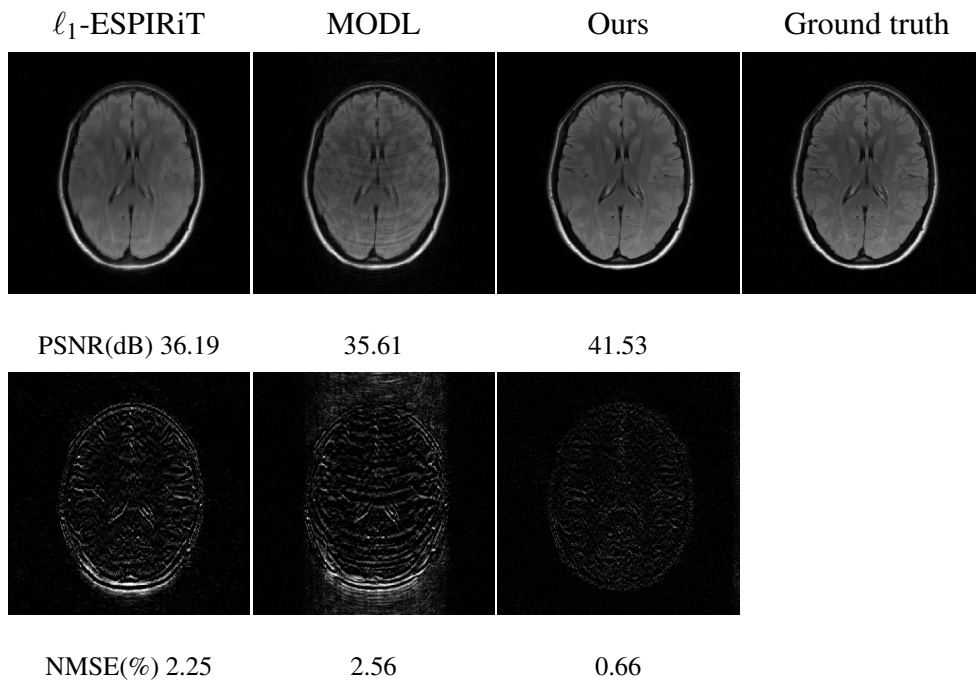 ℓ₁-ESPIRiT MODL Ours Ground truth
PSNR(dB) 36.19 35.61 41.53
NMSE(%) 2.25 2.56 0.66